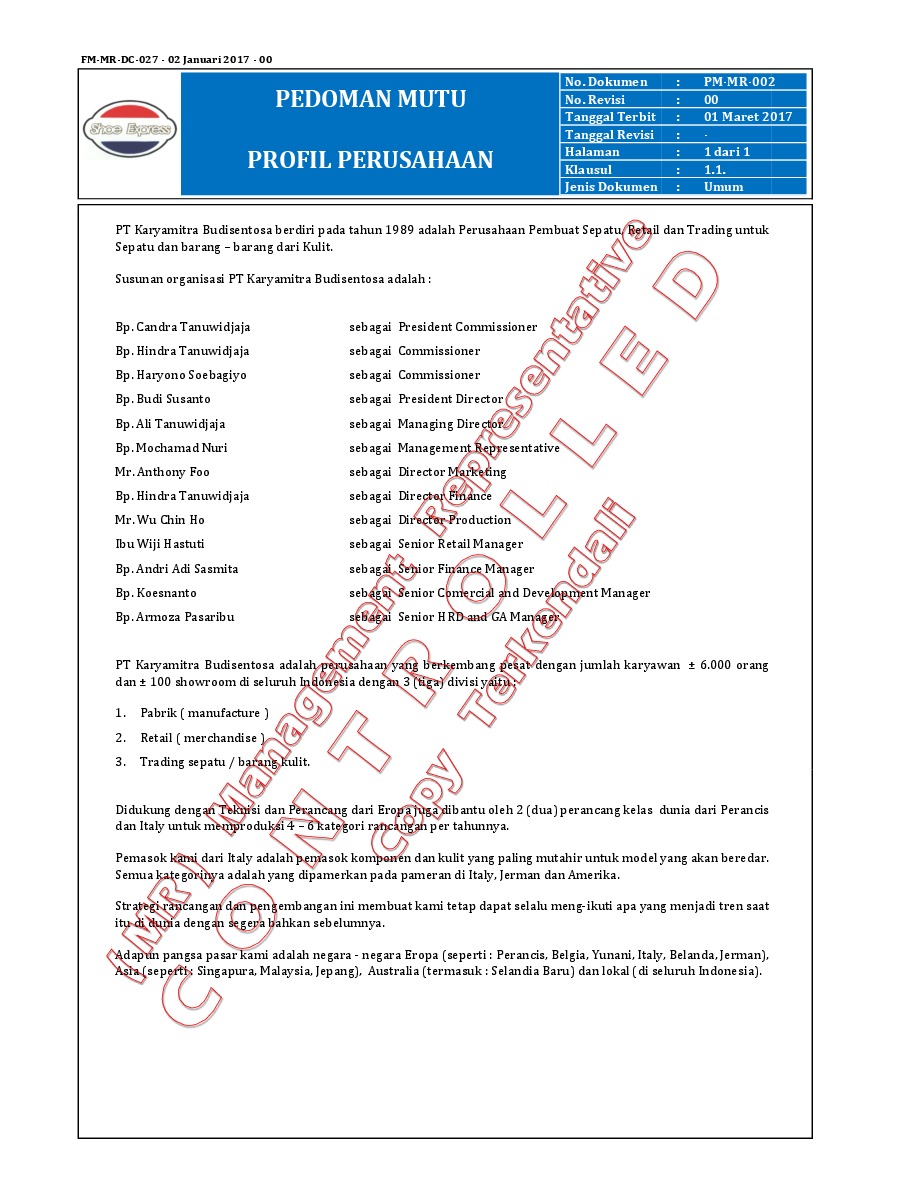 FM-MR-DC-027 - 02 Januari 2017 - 00
Shoe Express
PEDOMAN MUTU
PROFIL PERUSAHAAN
No. Dokumen : PM-MR-002
No. Revisi : 00
Tanggal Terbit : 01 Maret 2017
Tanggal Revisi : -
Halaman : 1 dari 1
Klausul : 1.1.
Jenis Dokumen : Umum
PT Karyamitra Budisentosa berdiri pada tahun 1989 adalah Perusahaan Pembuat Sepatu, Retail dan Trading untuk
Sepatu dan barang – barang dari Kulit.
Susunan organisasi PT Karyamitra Budisentosa adalah :
Bp. Candra Tanuwidjaja sebagai President Commissioner
Bp. Hindra Tanuwidjaja sebagai Commissioner
Bp. Haryono Soebagiyo sebagai Commissioner
Bp. Budi Susanto sebagai President Director
Bp. Ali Tanuwidjaja sebagai Managing Director
Bp. Mochamad Nuri sebagai Management Representative
Mr. Anthony Foo sebagai Director Marketing
Bp. Hindra Tanuwidjaja sebagai Director Finance
Mr. Wu Chin Ho sebagai Director Production
Ibu Wiji Hastuti sebagai Senior Retail Manager
Bp. Andri Adi Sasmita sebagai Senior Finance Manager
Bp. Koesnanto sebagai Senior Comercial and Development Manager
Bp. Armoza Pasaribu sebagai Senior HRD and GA Manager
PT Karyamitra Budisentosa adalah perusahaan yang berkembang pesat dengan jumlah karyawan ± 6.000 orang
dan ± 100 showroom di seluruh Indonesia dengan 3 (tiga) divisi yaitu :
1. Pabrik ( manufacture )
2. Retail ( merchandise )
3. Trading sepatu / barang kulit.
Didukung dengan Teknisi dan Perancang dari Eropa juga dibantu oleh 2 (dua) perancang kelas dunia dari Perancis
dan Italy untuk memproduksi 4 – 6 kategori rancangan per tahunnya.
Pemasok kami dari Italy adalah pemasok komponen dan kulit yang paling mutahir untuk model yang akan beredar.
Semua kategorinya adalah yang dipamerkan pada pameran di Italy, Jerman dan Amerika.
Strategi rancangan dan pengembangan ini membuat kami tetap dapat selalu meng-ikuti apa yang menjadi tren saat
itu di dunia dengan segera bahkan sebelumnya.
Adapun pangsa pasar kami adalah negara - negara Eropa (seperti : Perancis, Belgia, Yunani, Italy, Belanda, Jerman),
Asia (seperti : Singapura, Malaysia, Jepang), Australia (termasuk : Selandia Baru) dan lokal ( di seluruh Indonesia).
( MR ) Management Representative
CONTROLLED
Copy Terkendali